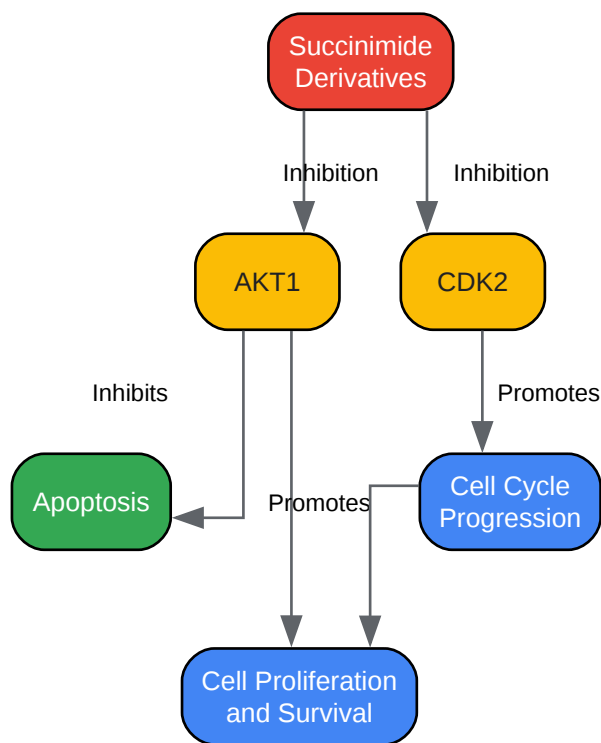 Succinimide
Derivatives
Inhibition
Inhibition
AKT1
CDK2
Inhibits
Promotes
Apoptosis
Promotes
Cell Cycle
Progression
Cell Proliferation
and Survival